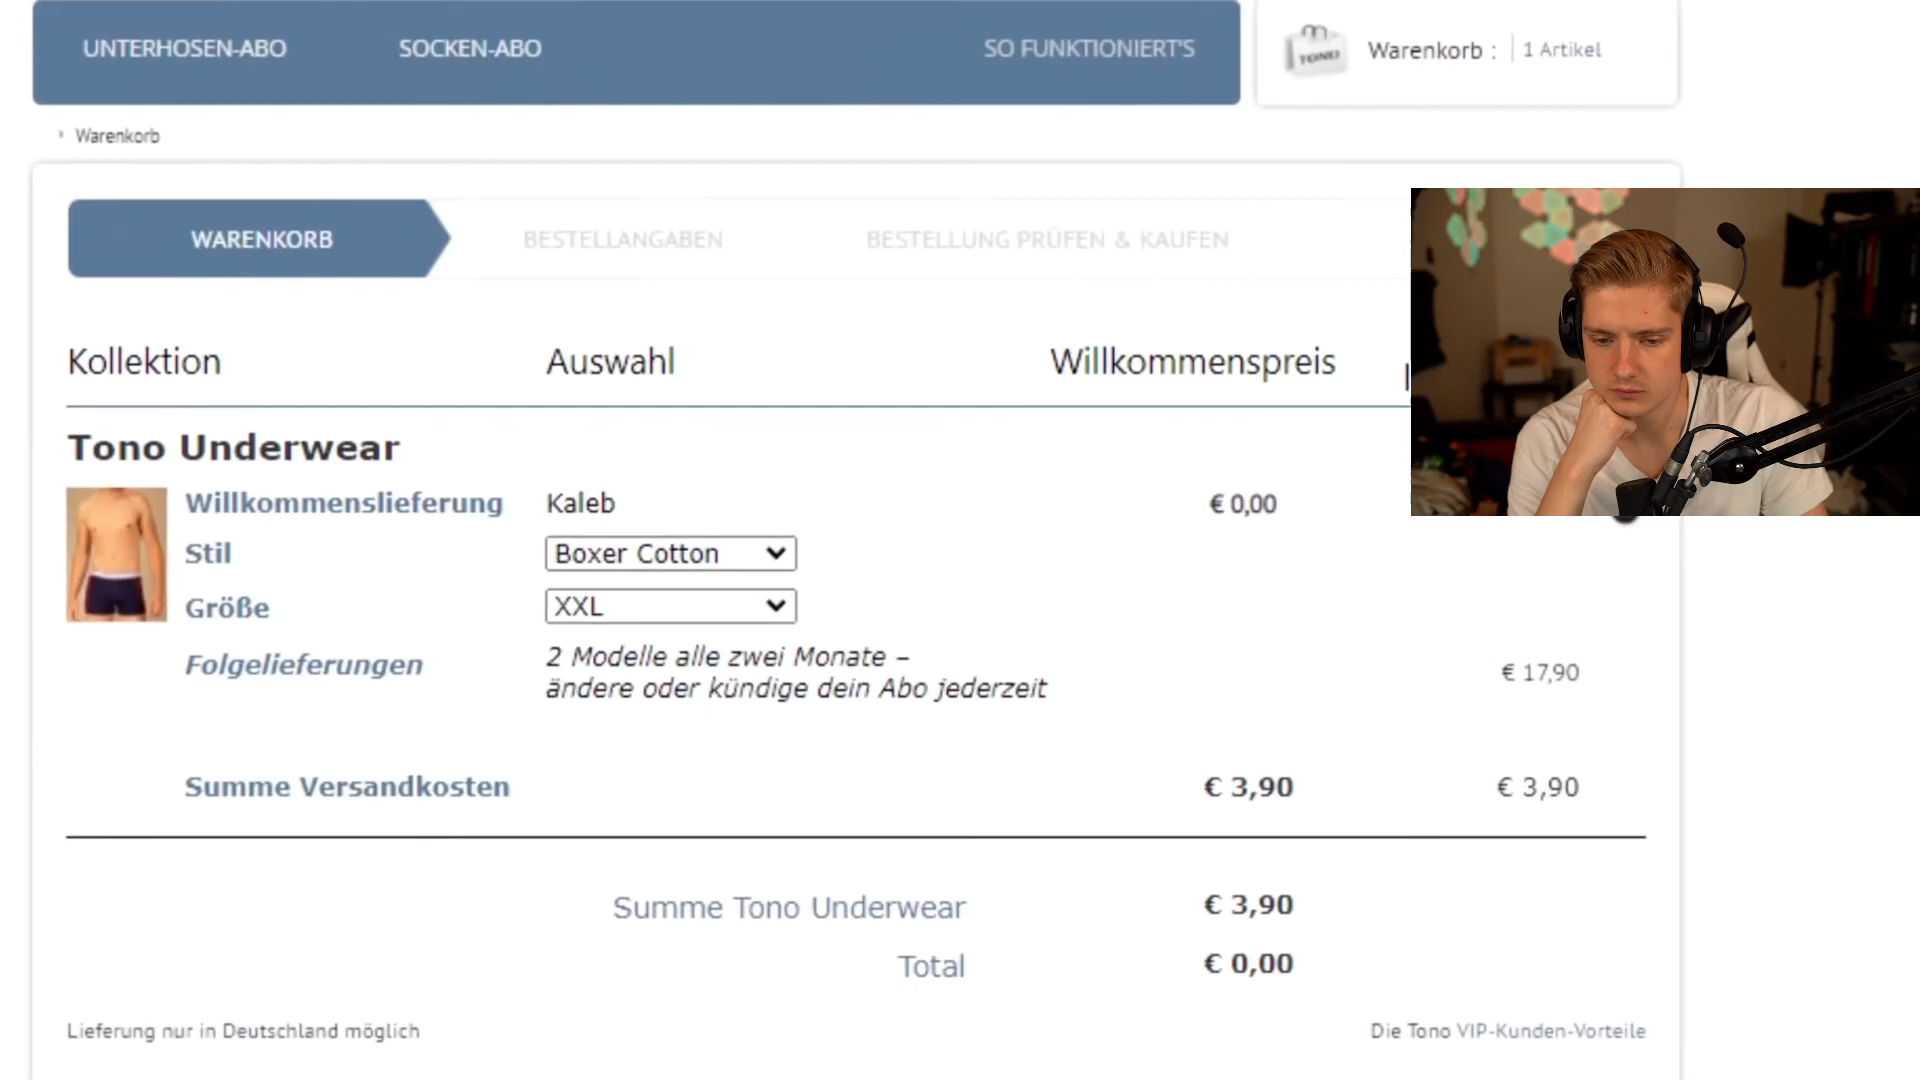 UNTERHOSEN-ABO SOCKEN-ABO SO FUNKTIONIERT'S
TONO Warenkorb : 1 Artikel
Warenkorb
WARENKORB BESTELLANGABEN BESTELLUNG PRÜFEN & KAUFEN
Kollektion Auswahl Willkommenspreis
Tono Underwear
Willkommenslieferung Kaleb € 0,00
Stil Boxer Cotton
Größe XXL
Folgelieferungen 2 Modelle alle zwei Monate –
ändere oder kündige dein Abo jederzeit € 17,90
Summe Versandkosten € 3,90 € 3,90
Summe Tono Underwear € 3,90
Total € 0,00
Lieferung nur in Deutschland möglich Die Tono VIP-Kunden-Vorteile